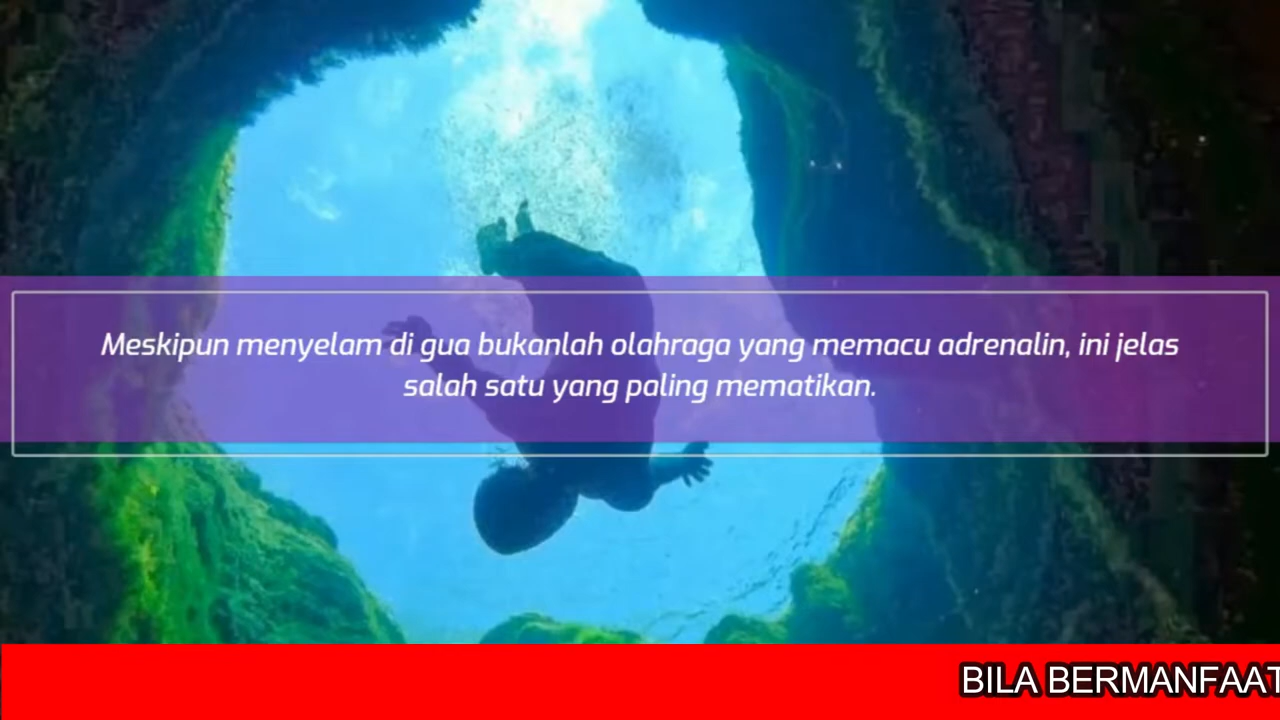 Meskipun menyelam di gua bukanlah olahraga yang memacu adrenalin, ini jelas
salah satu yang paling mematikan.
BILA BERMANFAAT